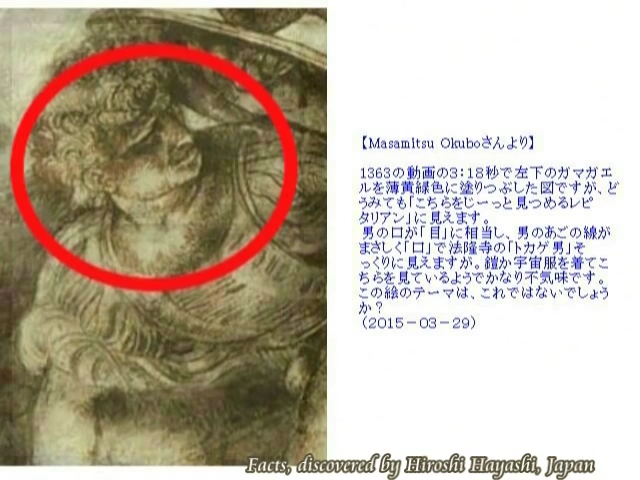 【Masamitsu Okuboさんより】
1363の動画の3：18秒で左下のガマガエ
ルを薄黄緑色に塗りつぶした図ですが、ど
うみても「こちらをじーっと見つめるレピ
タリアン」に見えます。
男の口が「目」に相当し、男のあごの線が
まさしく「口」で法隆寺の「トカゲ男」そ
っくりに見えますが。鎧か宇宙服を着てこ
ちらを見ているようでかなり不気味です。
この絵のテーマは、これではないでしょう
か？
（2015－03－29）
Facts, discovered by Hiroshi Hayashi, Japan